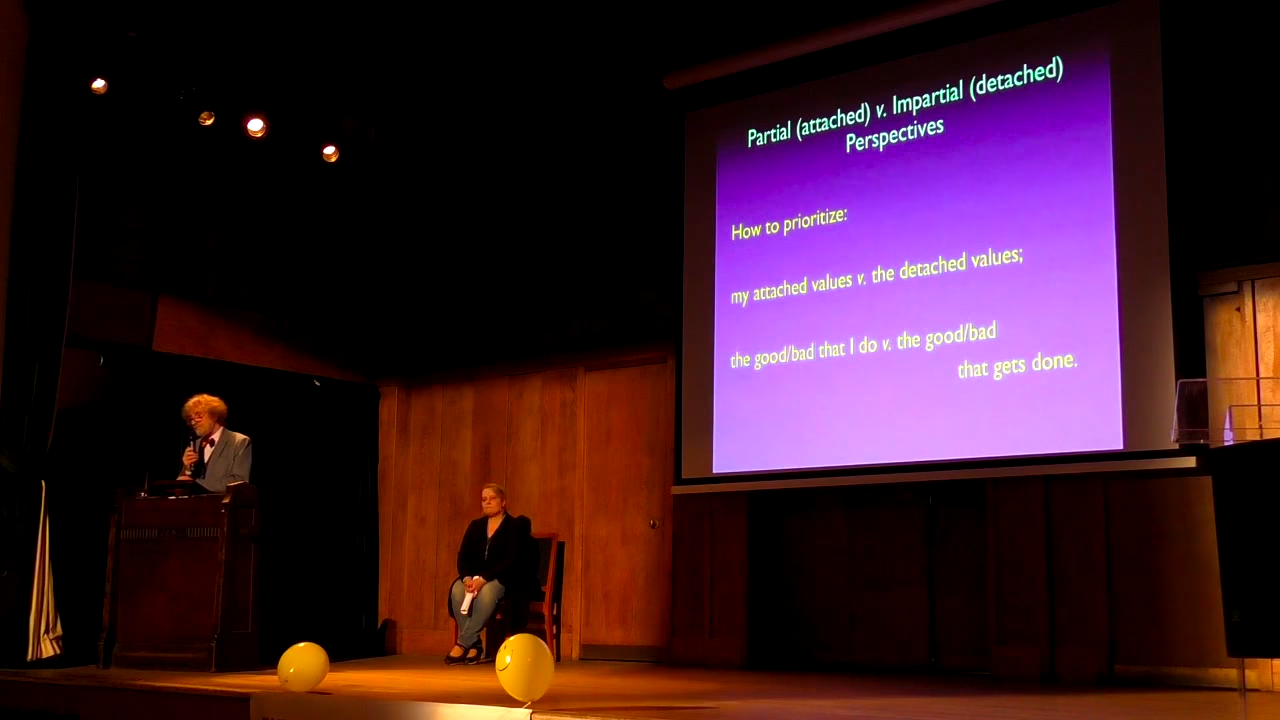 Partial (attached) v. Impartial (detached)
Perspectives
How to prioritize:
my attached values v. the detached values;
the good/bad that I do v. the good/bad
that gets done.